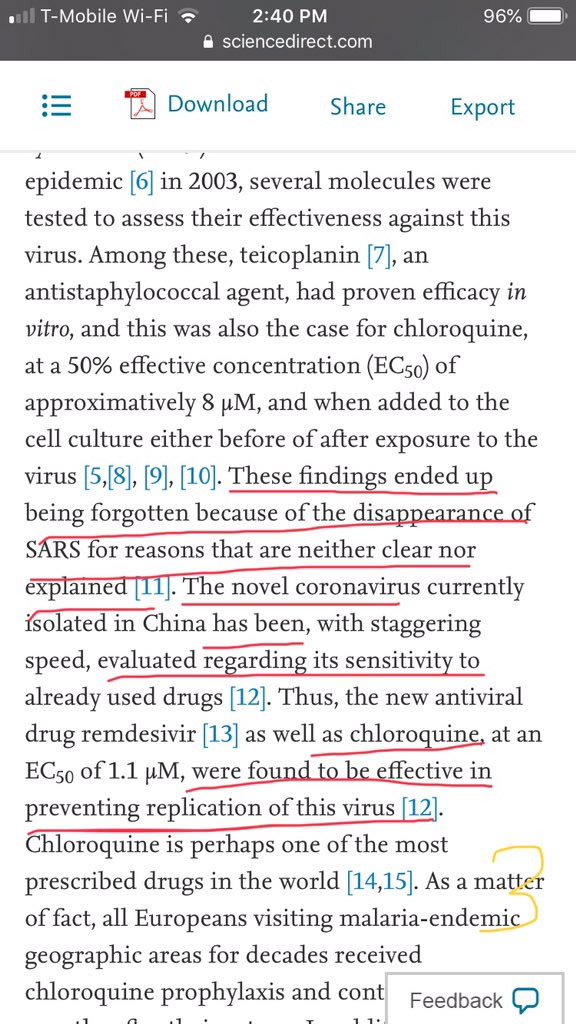 T-Mobile Wi-Fi 2:40 PM 96%
sciencedirect.com
Download Share Export
epidemic [6] in 2003, several molecules were
tested to assess their effectiveness against this
virus. Among these, teicoplanin [7], an
antistaphylococcal agent, had proven efficacy in
vitro, and this was also the case for chloroquine,
at a 50% effective concentration (EC50) of
approximatively 8 μM, and when added to the
cell culture either before of after exposure to the
virus [5,[8], [9], [10]. These findings ended up
being forgotten because of the disappearance of
SARS for reasons that are neither clear nor
explained [11]. The novel coronavirus currently
isolated in China has been, with staggering
speed, evaluated regarding its sensitivity to
already used drugs [12]. Thus, the new antiviral
drug remdesivir [13] as well as chloroquine, at an
EC50 of 1.1 μM, were found to be effective in
preventing replication of this virus [12].
Chloroquine is perhaps one of the most
prescribed drugs in the world [14,15]. As a matter
3
of fact, all Europeans visiting malaria-endemic
geographic areas for decades received
chloroquine prophylaxis and cont
Feedback